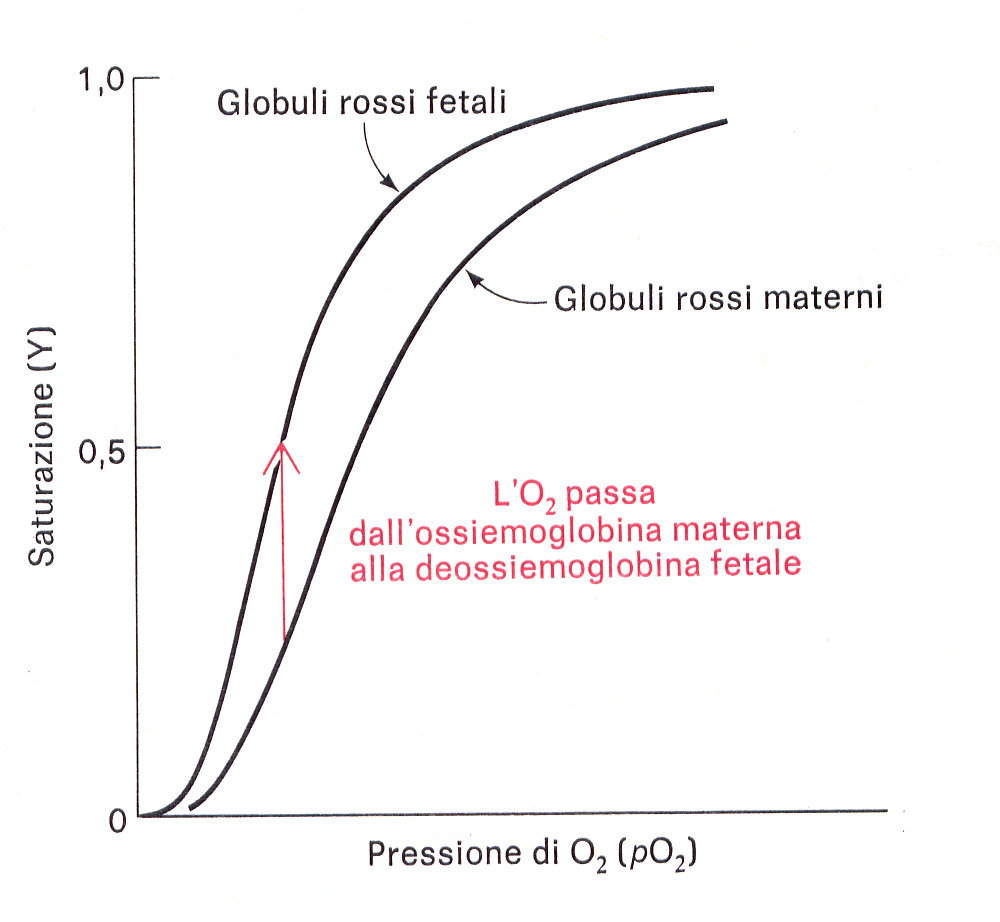 1,0
Globuli rossi fetali
Globuli rossi materni
Saturazione (Y)
0,5
L'O₂ passa
dall'ossiemoglobina materna
alla deossiemoglobina fetale
0
Pressione di O₂ (pO₂)